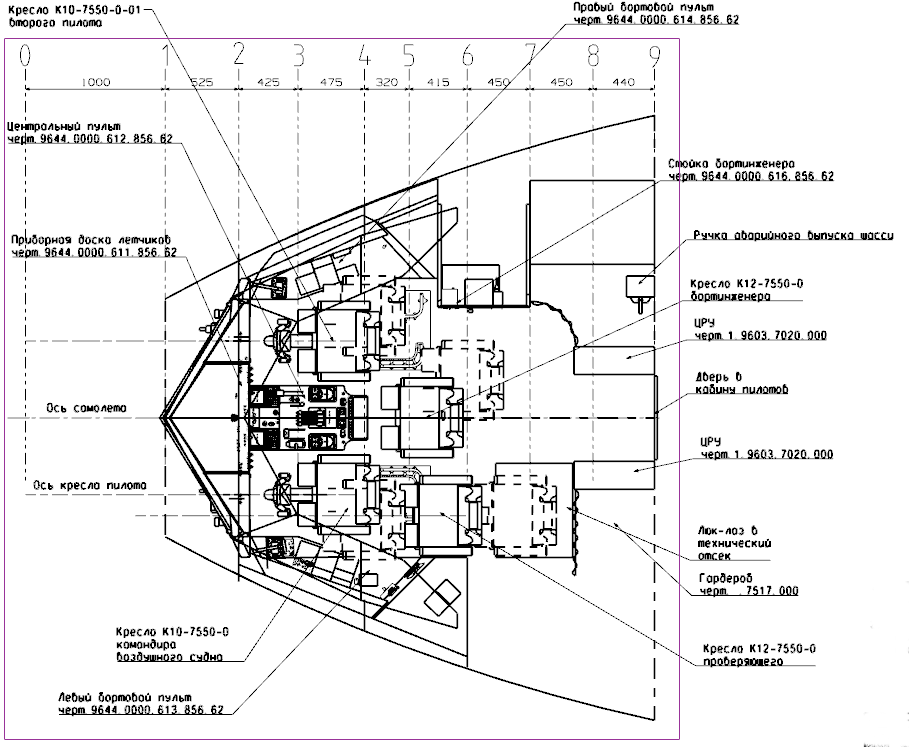 Кресло К10-7550-0-01
второго пилота
Правый бортовой пульт
черт. 9644. 0000. 614. 856. 62
0 1 2 3 4 5 6 7 8 9
1000 525 425 475 320 415 450 450 440
Центральный пульт
черт. 9644. 0000. 612. 856. 62
Стойка бортинженера
черт. 9644. 0000. 616. 856. 62
Приборная доска летчиков
черт. 9644. 0000. 611. 856. 62
Ручка аварийного выпуска шасси
Кресло К12-7550-0
бортинженера
ЦРУ
черт. 1. 9603. 7020. 000
Дверь в
кабину пилотов
Ось самолета
ЦРУ
черт. 1. 9603. 7020. 000
Ось кресла пилота
Люк-лаз в
технический
отсек
Гардероб
черт. . 7517. 000
Кресло К10-7550-0
командира
воздушного судна
Кресло К12-7550-0
проверяющего
Левый бортовой пульт
черт. 9644. 0000. 613. 856. 62